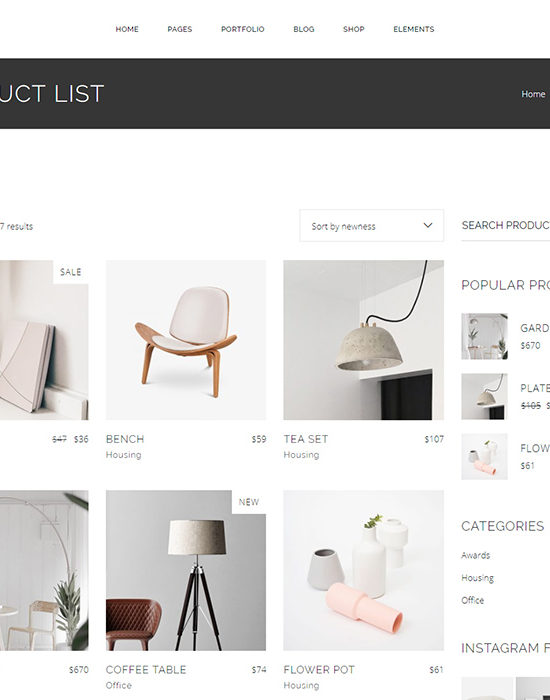 HOME PAGES PORTFOLIO BLOG SHOP ELEMENTS
UCT LIST
Home
7 results
Sort by newness
SEARCH PRODUC
SALE
POPULAR PRO
GARD
$670
PLATE
$105
FLOW
$61
$47 $36
BENCH $59
Housing
TEA SET $107
Housing
NEW
CATEGORIES
Awards
Housing
Office
INSTAGRAM F
$670
COFFEE TABLE $74
Office
FLOWER POT $61
Housing